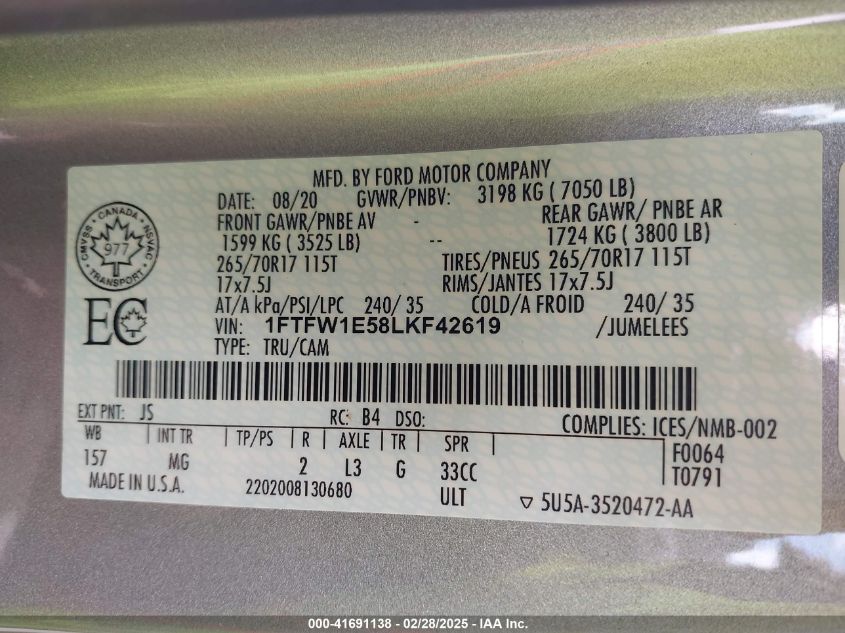 MFD. BY FORD MOTOR COMPANY
DATE: 08/20 GVWR/PNBV: 3198 KG ( 7050 LB)
FRONT GAWR/PNBE AV - REAR GAWR/ PNBE AR
1599 KG ( 3525 LB) -- 1724 KG ( 3800 LB)
265/70R17 115T TIRES/PNEUS 265/70R17 115T
17x7.5J RIMS/JANTES 17x7.5J
AT/A kPa/PSI/LPC 240/ 35 COLD/A FROID 240/ 35
VIN: 1FTFW1E58LKF42619 /JUMELEES
TYPE: TRU/CAM
CANADA
CMVSS NSVAC
977
TRANSPORT
EC
EXT PNT: JS RC: B4 DSO: COMPLIES: ICES/NMB-002
WB | INT TR | TP/PS | R | AXLE | TR | SPR | F0064
157 MG 2 L3 G 33CC T0791
MADE IN U.S.A. 2202008130680 ULT ▽ 5U5A-3520472-AA
000-41691138 - 02/28/2025 - IAA Inc.